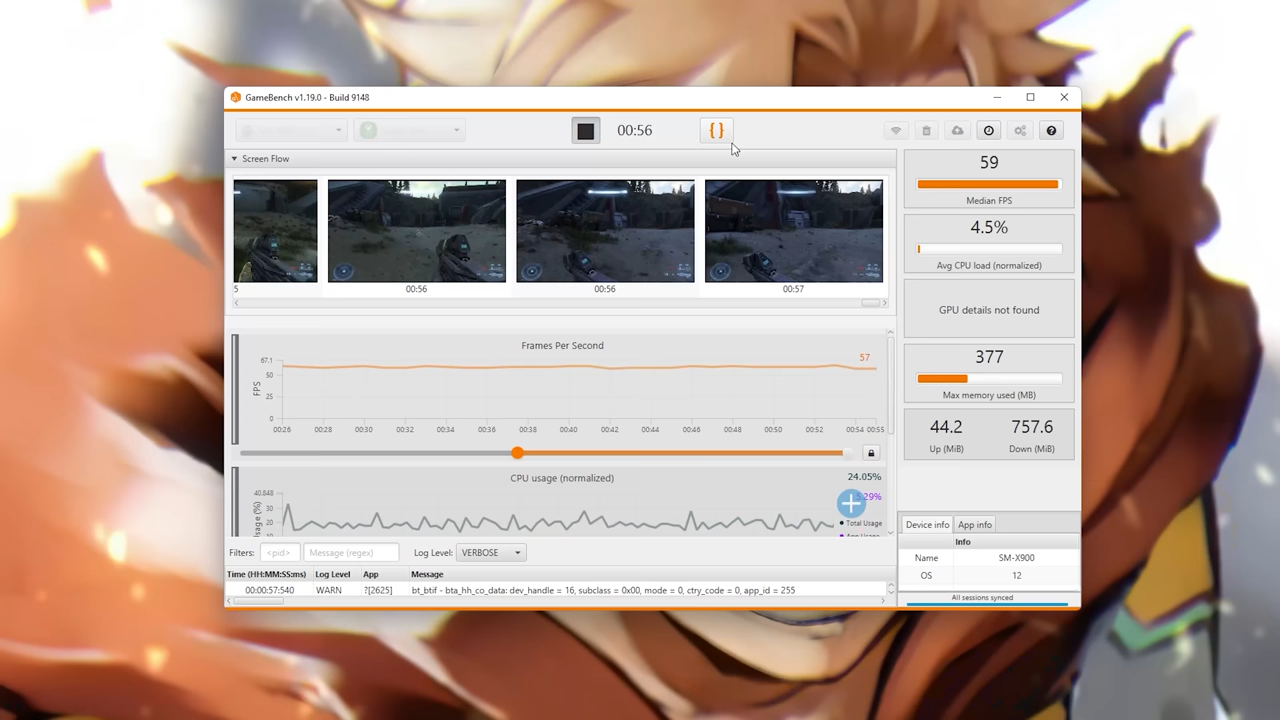 GameBench v1.19.0 - Build 9148
00:56
{ }
?
Screen Flow
5
00:56
00:56
00:57
Frames Per Second
57
FPS
67.1
50
25
0
00:26
00:28
00:30
00:32
00:34
00:36
00:38
00:40
00:42
00:44
00:46
00:48
00:50
00:52
00:54
00:55
CPU usage (normalized)
24.05%
40.848
30
20
10
Total Usage
Filters:
<pid>
Message (regex)
Log Level:
VERBOSE
Time (HH:MM:SS:ms)
Log Level
App
Message
00:00:57:540
WARN
?[2625]
bt_btif - bta_hh_co_data: dev_handle = 16, subclass = 0x00, mode = 0, ctry_code = 0, app_id = 255
59
Median FPS
4.5%
Avg CPU load (normalized)
GPU details not found
377
Max memory used (MB)
44.2
757.6
Up (MiB)
Down (MiB)
Device info
App info
Info
Name
SM-X900
OS
12
All sessions synced